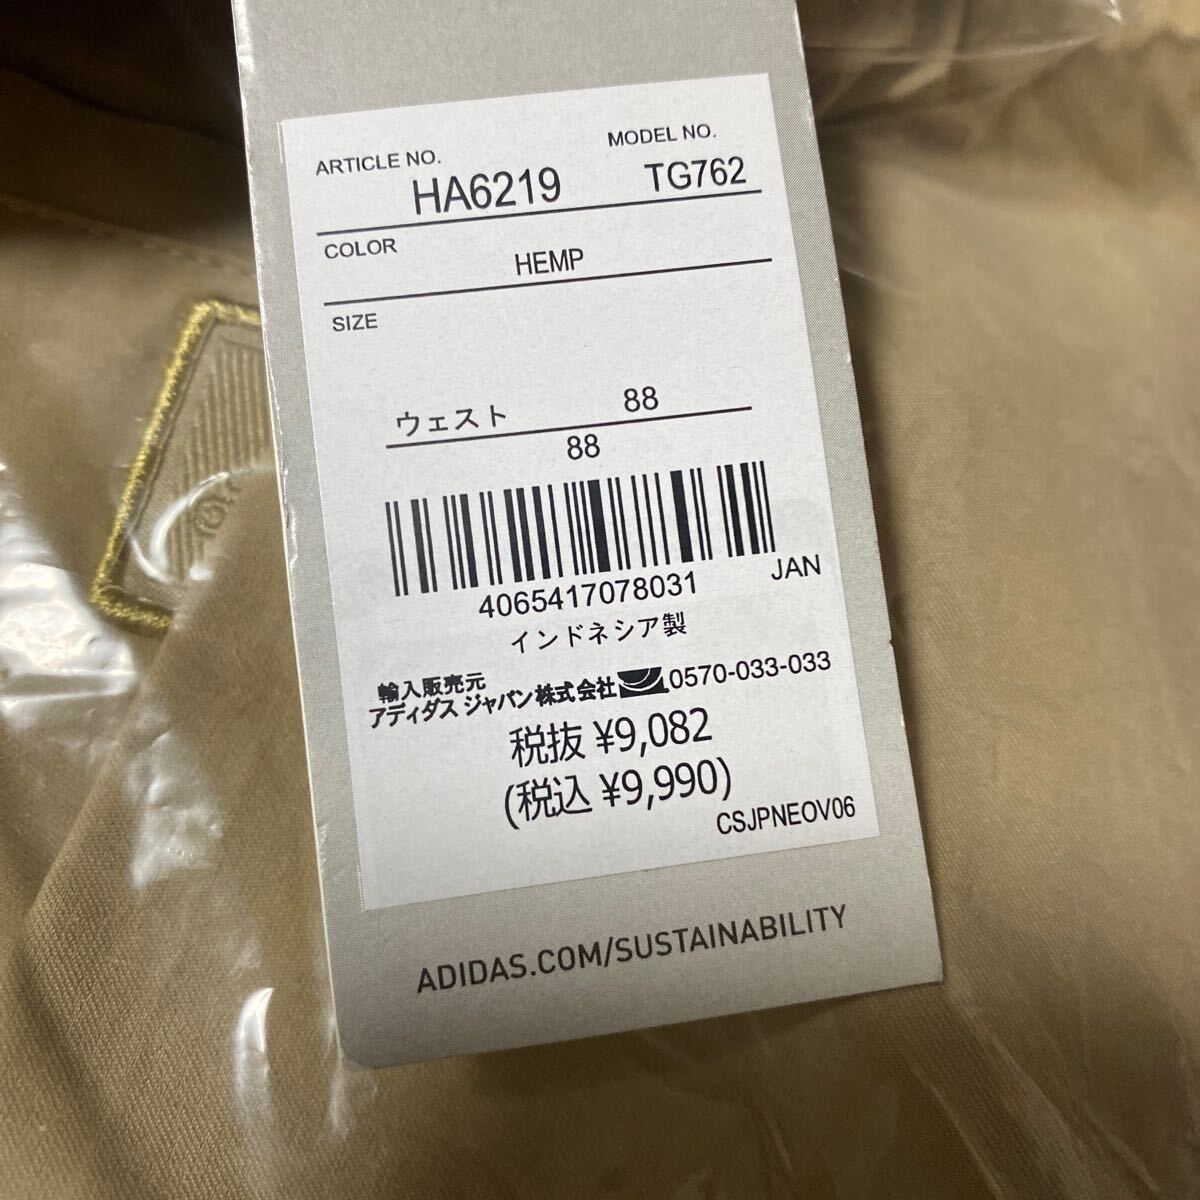 ARTICLE NO. MODEL NO.
HA6219 TG762
COLOR
HEMP
SIZE
ウェスト 88
88
4065417078031 JAN
インドネシア製
輸入販売元
アディダス ジャパン株式会社 0570-033-033
税抜 ¥9,082
(税込 ¥9,990)
CSJPNEOV06
ADIDAS.COM/SUSTAINABILITY